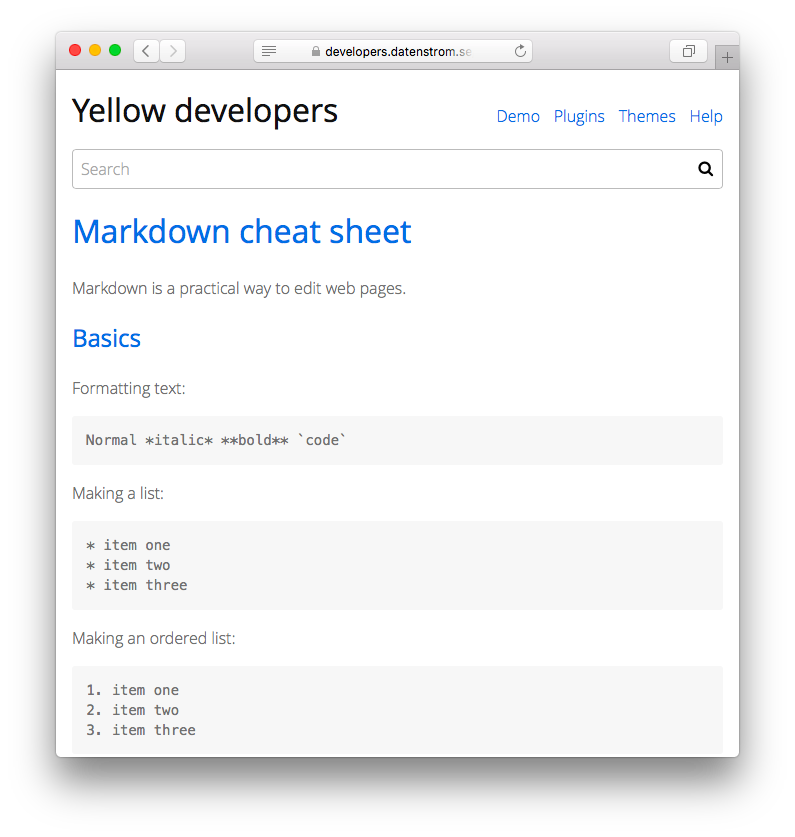 developers.datenstrom.se
Yellow developers
Demo Plugins Themes Help
Search
Markdown cheat sheet
Markdown is a practical way to edit web pages.
Basics
Formatting text:
Normal *italic* **bold** `code`
Making a list:
* item one
* item two
* item three
Making an ordered list:
1. item one
2. item two
3. item three